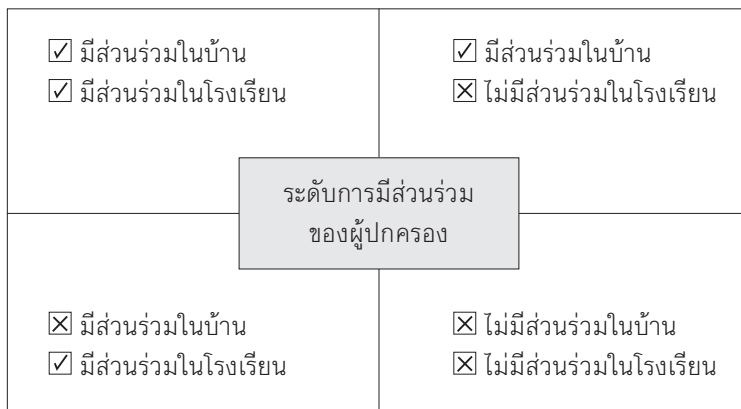 ☑ มีส่วนร่วมในบ้าน
☑ มีส่วนร่วมในโรงเรียน
☑ มีส่วนร่วมในบ้าน
☒ ไม่มีส่วนร่วมในโรงเรียน
ระดับการมีส่วนร่วม
ของผู้ปกครอง
☒ มีส่วนร่วมในบ้าน
☑ มีส่วนร่วมในโรงเรียน
☒ ไม่มีส่วนร่วมในบ้าน
☒ ไม่มีส่วนร่วมในโรงเรียน